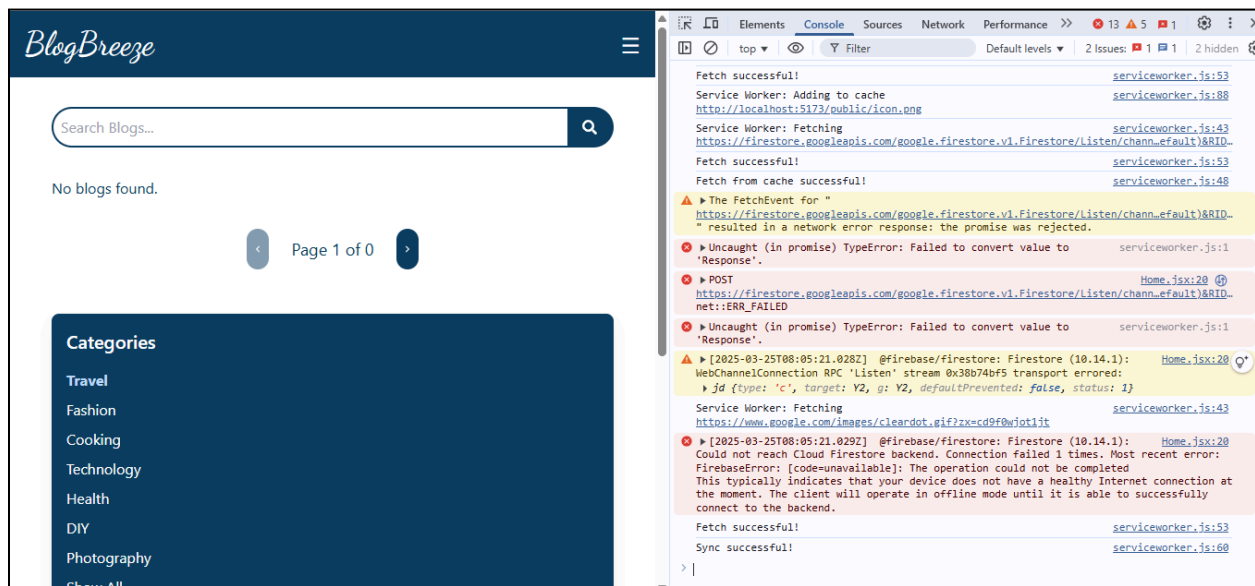 BlogBreeze
☰
Search Blogs...
No blogs found.
‹ Page 1 of 0 ›
Categories
Travel
Fashion
Cooking
Technology
Health
DIY
Photography
Show All
Elements Console Sources Network Performance 13 5 1
top Filter Default levels 2 Issues: 1 1 2 hidden
Fetch successful! serviceworker.js:53
Service Worker: Adding to cache serviceworker.js:88
http://localhost:5173/public/icon.png
Service Worker: Fetching serviceworker.js:43
https://firestore.googleapis.com/google.firestore.v1.Firestore/Listen/chann…efault)&RID…
Fetch successful! serviceworker.js:53
Fetch from cache successful! serviceworker.js:48
The FetchEvent for "
https://firestore.googleapis.com/google.firestore.v1.Firestore/Listen/chann…efault)&RID…
" resulted in a network error response: the promise was rejected.
Uncaught (in promise) TypeError: Failed to convert value to serviceworker.js:1
'Response'.
POST Home.jsx:20
https://firestore.googleapis.com/google.firestore.v1.Firestore/Listen/chann…efault)&RID…
net::ERR_FAILED
Uncaught (in promise) TypeError: Failed to convert value to serviceworker.js:1
'Response'.
[2025-03-25T08:05:21.028Z] @firebase/firestore: Firestore (10.14.1): Home.jsx:20
WebChannelConnection RPC 'Listen' stream 0x38b74bf5 transport errored:
jd {type: 'c', target: Y2, g: Y2, defaultPrevented: false, status: 1}
Service Worker: Fetching serviceworker.js:43
https://www.google.com/images/cleardot.gif?zx=cd9f0wjot1jt
[2025-03-25T08:05:21.029Z] @firebase/firestore: Firestore (10.14.1): Home.jsx:20
Could not reach Cloud Firestore backend. Connection failed 1 times. Most recent error:
FirebaseError: [code=unavailable]: The operation could not be completed
This typically indicates that your device does not have a healthy Internet connection at
the moment. The client will operate in offline mode until it is able to successfully
connect to the backend.
Fetch successful! serviceworker.js:53
Sync successful! serviceworker.js:60